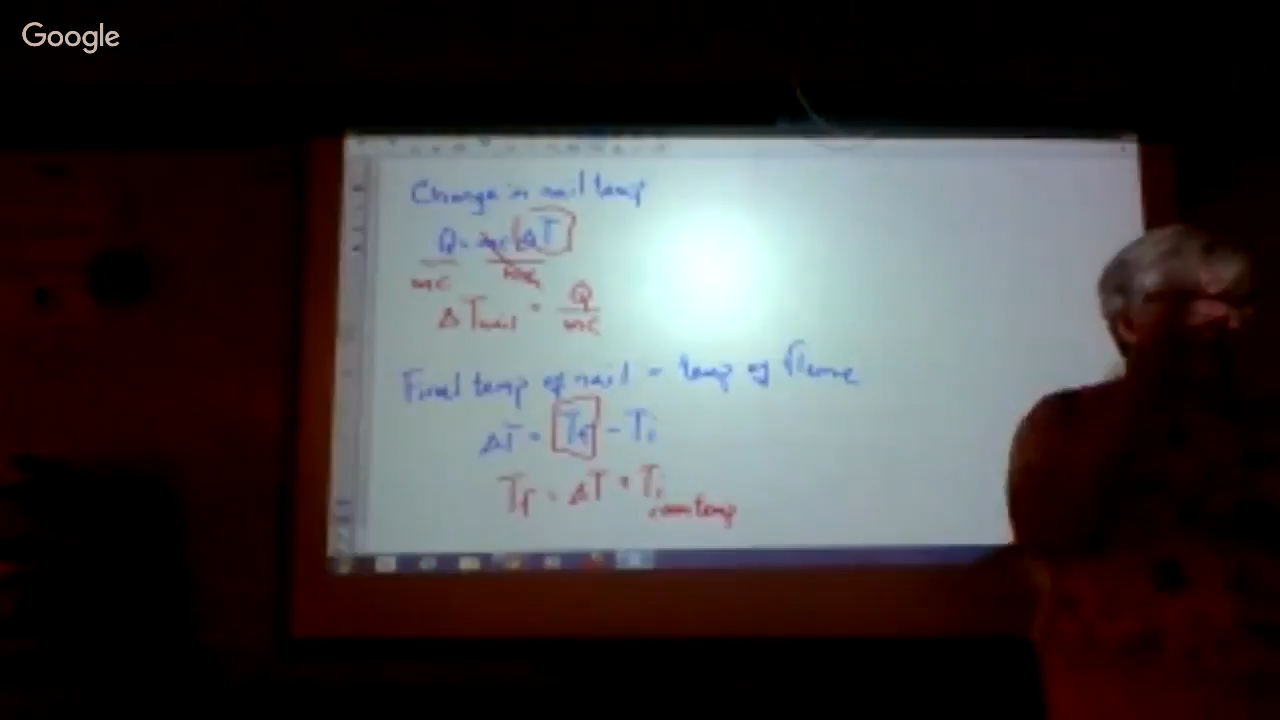 Google
Change in nail temp
Q = mcΔT
mc mc
ΔTnail = Q
mc
Final temp of nail = temp of flame
ΔT = Tf - Ti
Tf = ΔT + Ti
room temp